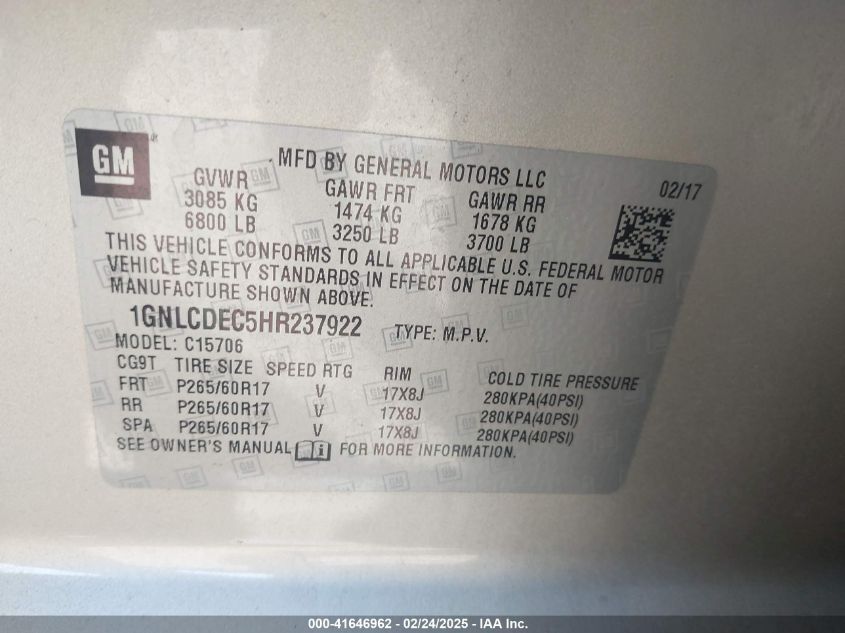 GM
MFD BY GENERAL MOTORS LLC
02/17
GVWR GAWR FRT GAWR RR
3085 KG 1474 KG 1678 KG
6800 LB 3250 LB 3700 LB
THIS VEHICLE CONFORMS TO ALL APPLICABLE U.S. FEDERAL MOTOR
VEHICLE SAFETY STANDARDS IN EFFECT ON THE DATE OF
MANUFACTURE SHOWN ABOVE.
1GNLCDEC5HR237922 TYPE: M.P.V.
MODEL: C15706
CG9T TIRE SIZE SPEED RTG RIM COLD TIRE PRESSURE
FRT P265/60R17 V 17X8J 280KPA(40PSI)
RR P265/60R17 V 17X8J 280KPA(40PSI)
SPA P265/60R17 V 17X8J 280KPA(40PSI)
SEE OWNER'S MANUAL FOR MORE INFORMATION.
000-41646962 - 02/24/2025 - IAA Inc.